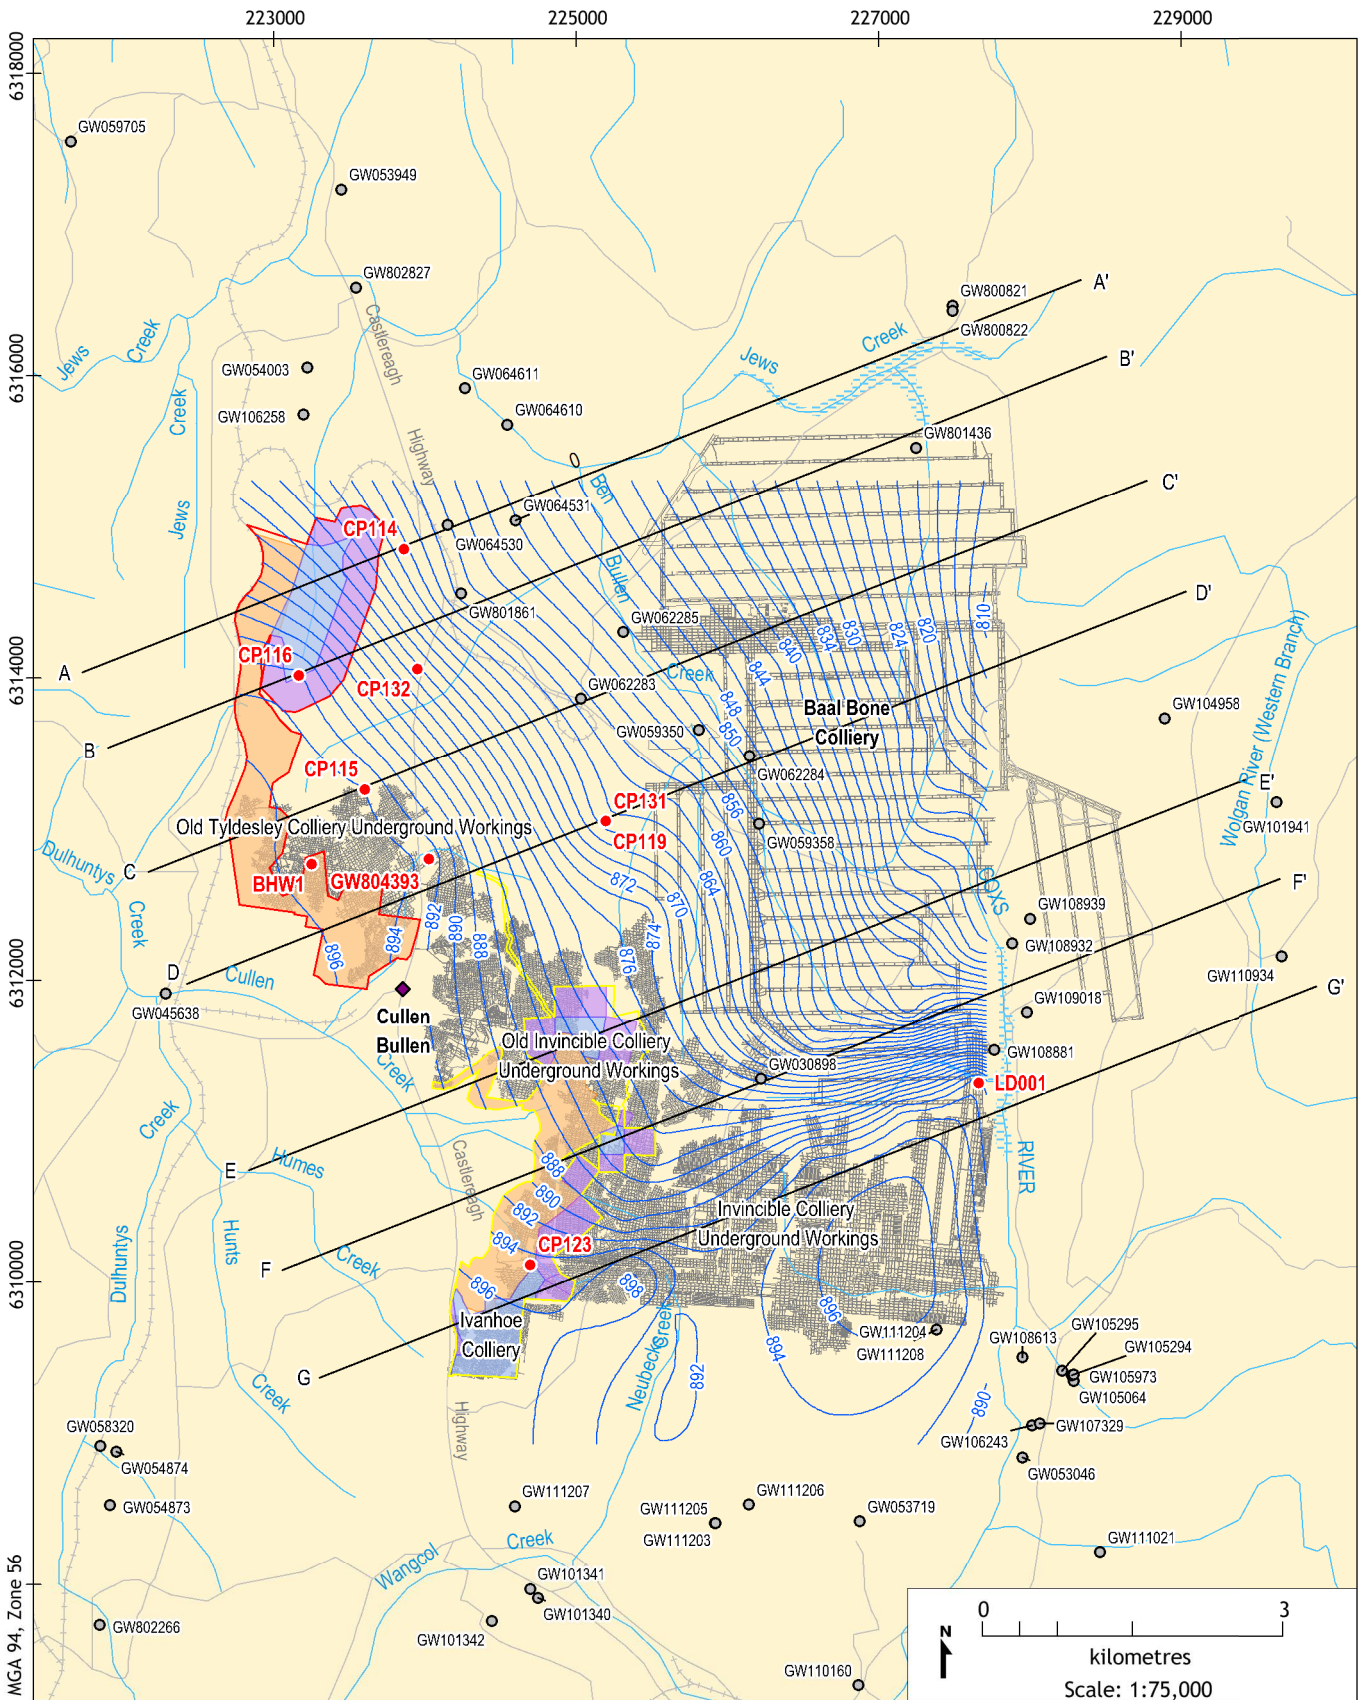 223000
225000
227000
229000
6318000
GW059705
GW053949
GW802827
GW800821
A'
GW800822
Castlereagh
Jews
Creek
Creek
Jews
B'
6316000
GW054003
GW064611
GW106258
GW064610
Creek
Highway
GW801436
0
Ben
C'
GW064531
Jews
CP114
GW064530
Bullen
D'
GW801861
GW062285
810
820
824
830
834
840
Wolgan River (Western Branch)
6314000
CP116
A
CP132
Creek
844
GW062283
848
Baal Bone
Colliery
GW104958
GW059350
850
B
CP115
GW062284
E'
CP131
856
GW101941
Old Tyldesley Colliery Underground Workings
CP119
GW059358
860
Dulhuntys
C
BHW1
GW804393
872
864
COXS
F'
892
890
888
870
GW108939
Creek
894
874
896
876
GW108932
GW110934
D
Cullen
G'
6312000
GW045638
GW109018
Cullen
Bullen
Old Invincible Colliery
Underground Workings
GW108881
Creek
GW030898
LD001
Creek
E
Humes
Castlereagh
888
RIVER
890
892
Invincible Colliery
Underground Workings
Hunts
894
CP123
Dulhuntys
Creek
F
6310000
896
898
896
Ivanhoe
Colliery
Creek
Neubecks
GW111204
GW111208
GW105295
GW108613
GW105294
GW105973
GW105064
894
892
G
Creek
890
Highway
GW107329
GW106243
GW058320
GW054874
GW053046
GW054873
GW111207
GW111206
GW111205
GW053719
GW111203
Creek
GW111021
Wangcol
GW101341
GW101340
GW101342
GW802266
GW110160
MGA 94, Zone 56
0
3
N
kilometres
Scale: 1:75,000